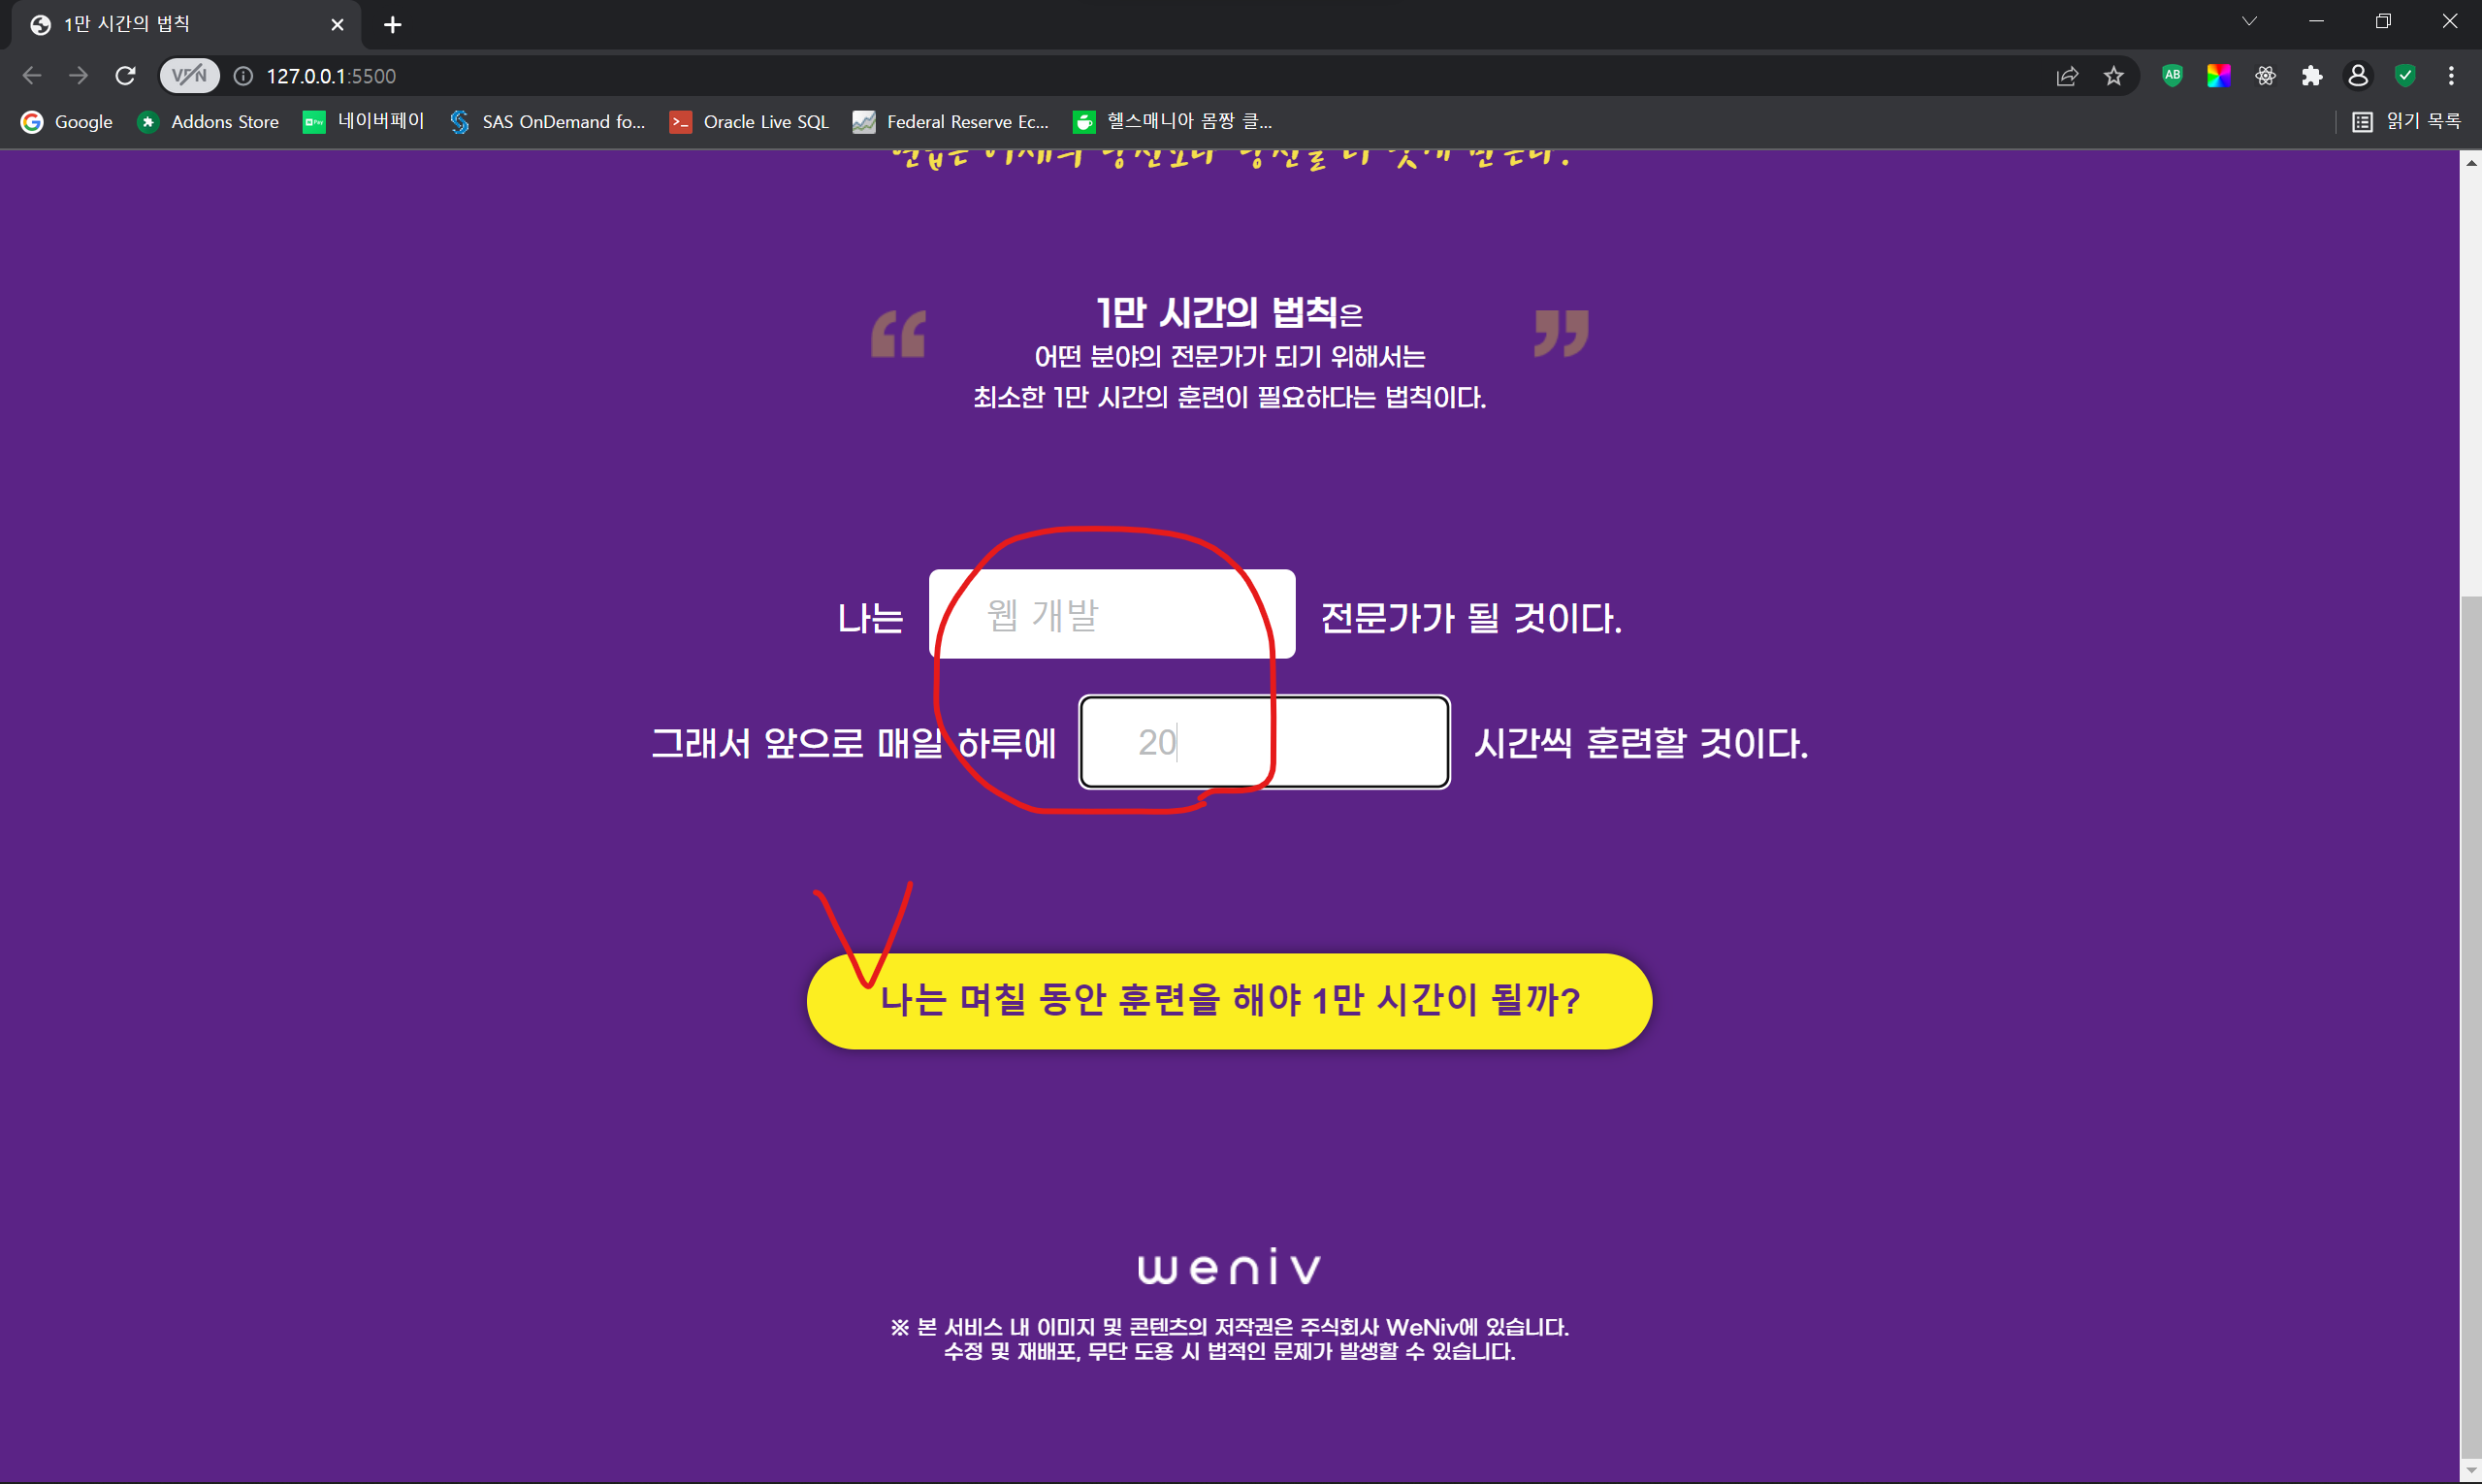 1만 시간의 법칙
VPN
127.0.0.1:5500
AB
Google
Addons Store
네이버페이
SAS OnDemand fo...
Oracle Live SQL
Federal Reserve Ec...
헬스매니아 몸짱 클...
읽기 목록
1만 시간의 법칙은
어떤 분야의 전문가가 되기 위해서는
최소한 1만 시간의 훈련이 필요하다는 법칙이다.
나는 웹 개발 전문가가 될 것이다.
그래서 앞으로 매일 하루에 20 시간씩 훈련할 것이다.
나는 며칠 동안 훈련을 해야 1만 시간이 될까?
weniv
※ 본 서비스 내 이미지 및 콘텐츠의 저작권은 주식회사 WeNiv에 있습니다.
수정 및 재배포, 무단 도용 시 법적인 문제가 발생할 수 있습니다.